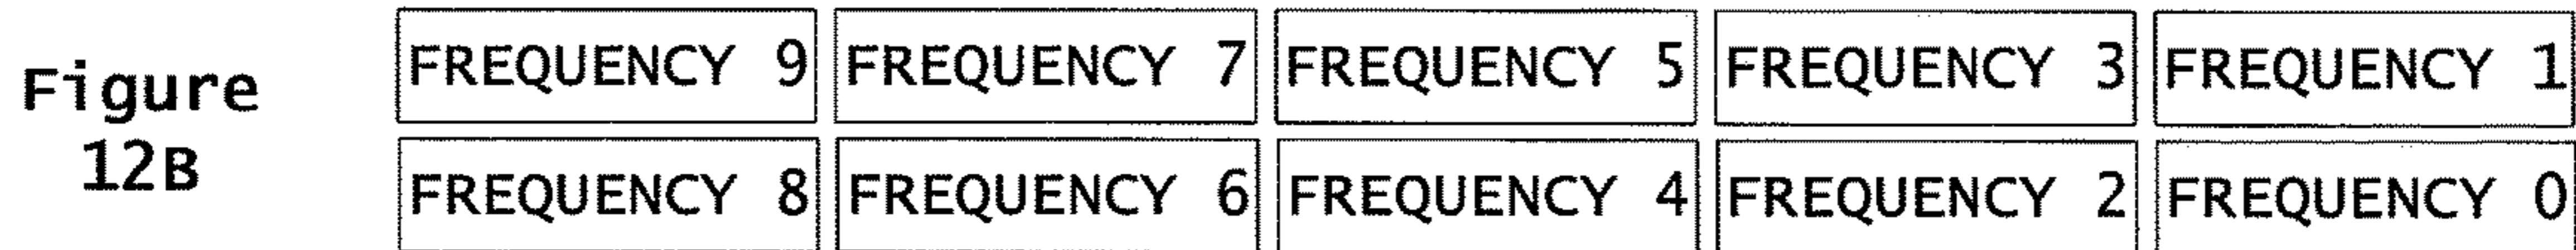 Figure
12B
FREQUENCY 9 FREQUENCY 7 FREQUENCY 5 FREQUENCY 3 FREQUENCY 1
FREQUENCY 8 FREQUENCY 6 FREQUENCY 4 FREQUENCY 2 FREQUENCY 0